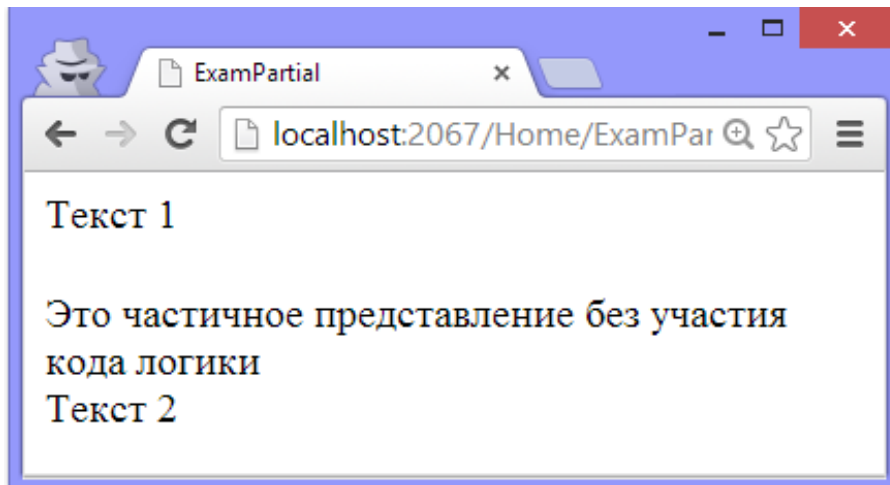 ExamPartial
localhost:2067/Home/ExamPar
Текст 1
Это частичное представление без участия
кода логики
Текст 2